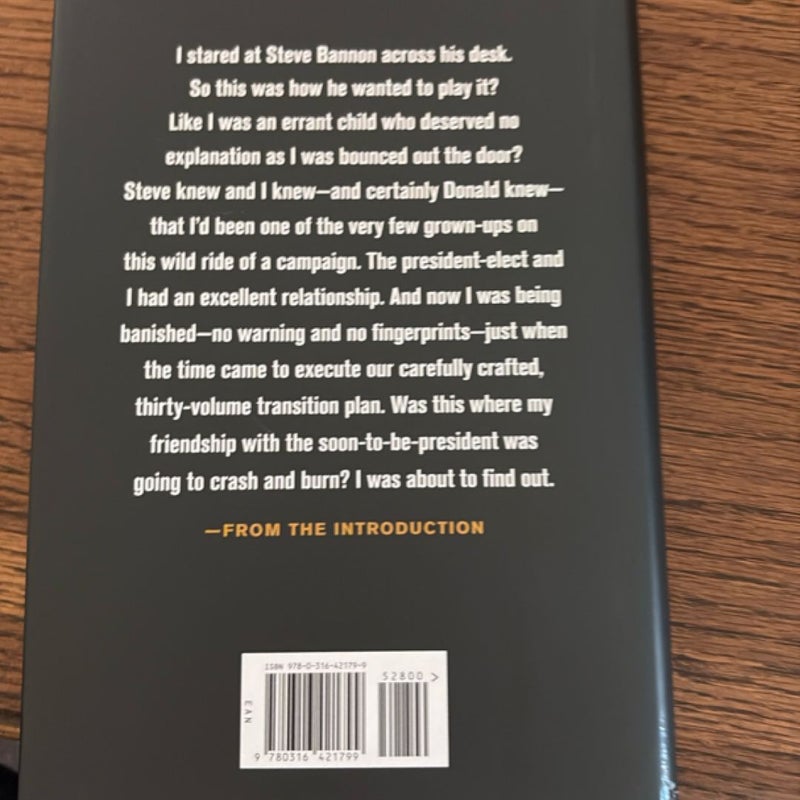 I stared at Steve Bannon across his desk.
So this was how he wanted to play it?
Like I was an errant child who deserved no
explanation as I was bounced out the door?
Steve knew and I knew—and certainly Donald knew—
that I'd been one of the very few grown-ups on
this wild ride of a campaign. The president-elect and
I had an excellent relationship. And now I was being
banished—no warning and no fingerprints—just when
the time came to execute our carefully crafted,
thirty-volume transition plan. Was this where my
friendship with the soon-to-be-president was
going to crash and burn? I was about to find out.
—FROM THE INTRODUCTION
ISBN 978-0-316-42179-9
52800 >
EAN
9 780316 421799